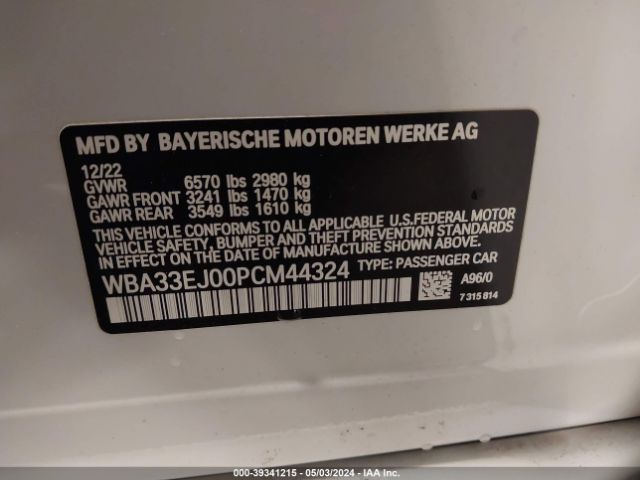 MFD BY BAYERISCHE MOTOREN WERKE AG
12/22
GVWR 6570 lbs 2980 kg
GAWR FRONT 3241 lbs 1470 kg
GAWR REAR 3549 lbs 1610 kg
THIS VEHICLE CONFORMS TO ALL APPLICABLE U.S.FEDERAL MOTOR
VEHICLE SAFETY, BUMPER AND THEFT PREVENTION STANDARDS
IN EFFECT ON THE DATE OF MANUFACTURE SHOWN ABOVE.
WBA33EJ00PCM44324 TYPE: PASSENGER CAR
A96/0
7 315 814
000-39341215 - 05/03/2024 - IAA Inc.